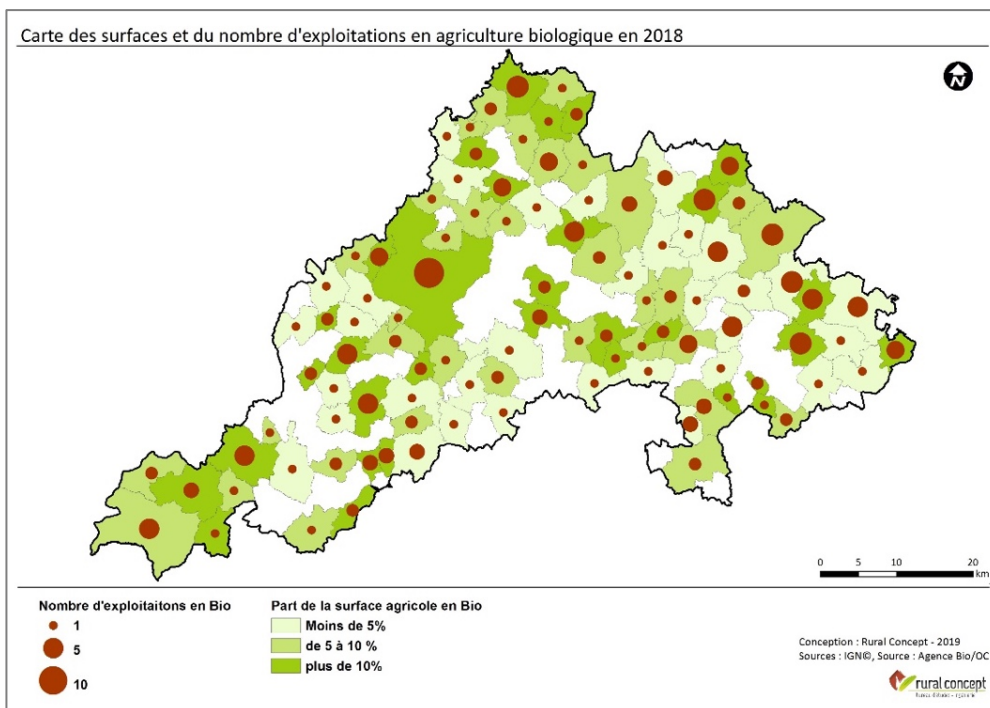 Carte des surfaces et du nombre d'exploitations en agriculture biologique en 2018
N
0 5 10 20
km
Nombre d'exploitaitons en Bio
1
5
10
Part de la surface agricole en Bio
Moins de 5%
de 5 à 10 %
plus de 10%
Conception : Rural Concept - 2019
Sources : IGN©, Source : Agence Bio/OC
rural concept